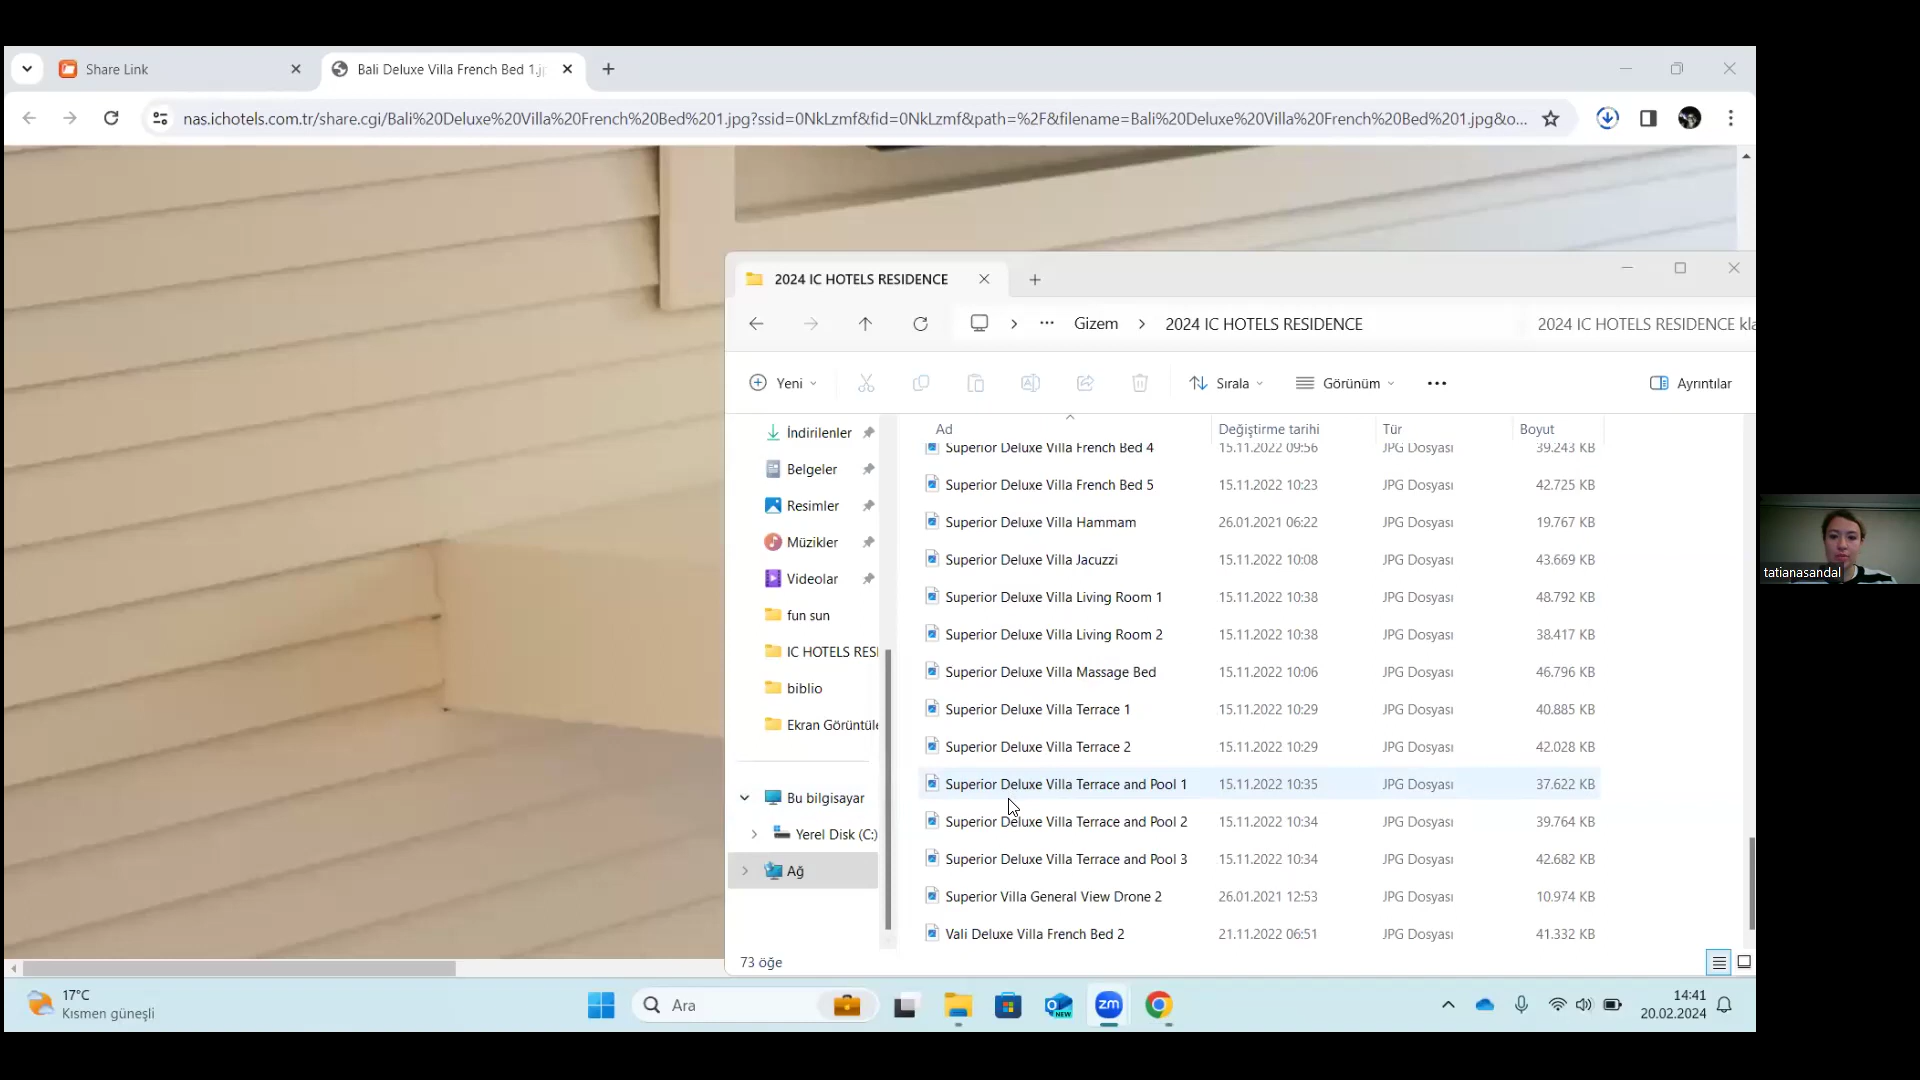 Share Link
Bali Deluxe Villa French Bed 1.jp
nas.ichotels.com.tr/share.cgi/Bali%20Deluxe%20Villa%20French%20Bed%201.jpg?ssid=0NkLzmf&fid=0NkLzmf&path=%2F&filename=Bali%20Deluxe%20Villa%20French%20Bed%201.jpg&o...
2024 IC HOTELS RESIDENCE
Gizem > 2024 IC HOTELS RESIDENCE
2024 IC HOTELS RESIDENCE kla
Yeni
Sırala
Görünüm
Ayrıntılar
İndirilenler
Belgeler
Resimler
Müzikler
Videolar
fun sun
IC HOTELS RESI
biblio
Ekran Görüntüle
Bu bilgisayar
Yerel Disk (C:)
Ağ
Ad Değiştirme tarihi Tür Boyut
Superior Deluxe Villa French Bed 4 15.11.2022 09:56 JPG Dosyası 39.243 KB
Superior Deluxe Villa French Bed 5 15.11.2022 10:23 JPG Dosyası 42.725 KB
Superior Deluxe Villa Hammam 26.01.2021 06:22 JPG Dosyası 19.767 KB
Superior Deluxe Villa Jacuzzi 15.11.2022 10:08 JPG Dosyası 43.669 KB
Superior Deluxe Villa Living Room 1 15.11.2022 10:38 JPG Dosyası 48.792 KB
Superior Deluxe Villa Living Room 2 15.11.2022 10:38 JPG Dosyası 38.417 KB
Superior Deluxe Villa Massage Bed 15.11.2022 10:06 JPG Dosyası 46.796 KB
Superior Deluxe Villa Terrace 1 15.11.2022 10:29 JPG Dosyası 40.885 KB
Superior Deluxe Villa Terrace 2 15.11.2022 10:29 JPG Dosyası 42.028 KB
Superior Deluxe Villa Terrace and Pool 1 15.11.2022 10:35 JPG Dosyası 37.622 KB
Superior Deluxe Villa Terrace and Pool 2 15.11.2022 10:34 JPG Dosyası 39.764 KB
Superior Deluxe Villa Terrace and Pool 3 15.11.2022 10:34 JPG Dosyası 42.682 KB
Superior Villa General View Drone 2 26.01.2021 12:53 JPG Dosyası 10.974 KB
Vali Deluxe Villa French Bed 2 21.11.2022 06:51 JPG Dosyası 41.332 KB
73 öğe
tatianasandal
17°C
Kısmen güneşli
Ara
NEW
zm
14:41
20.02.2024